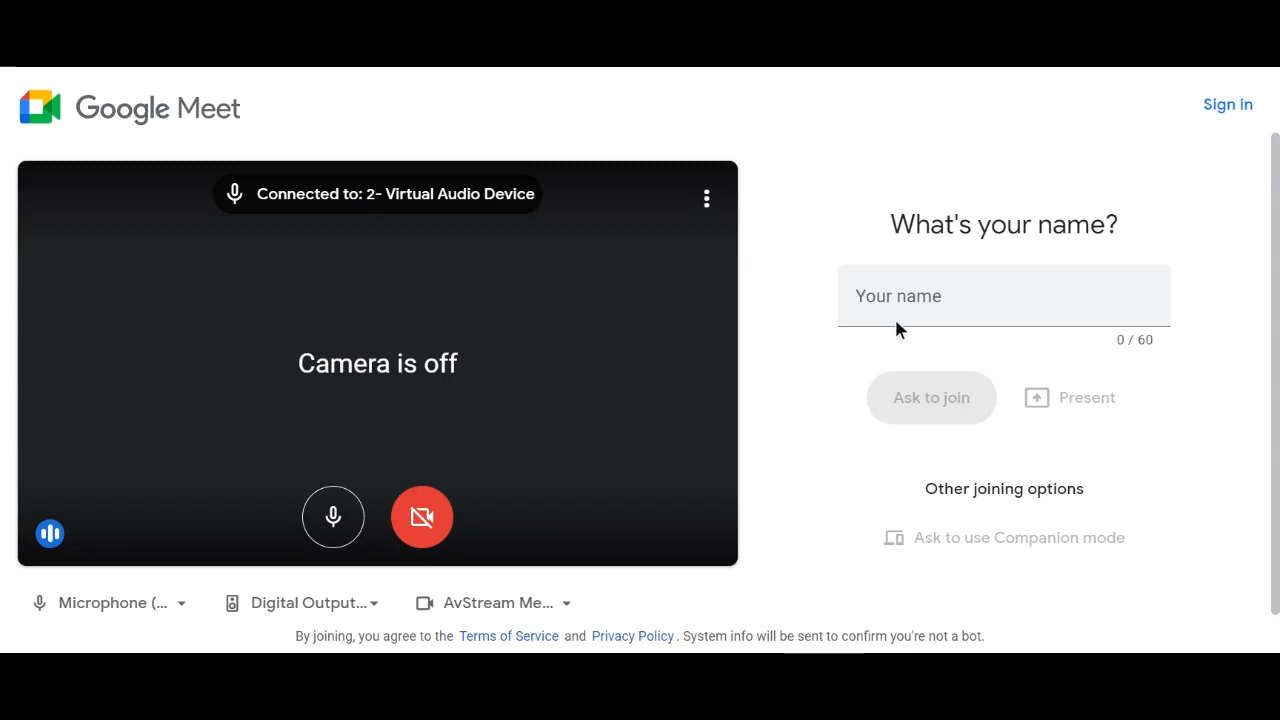 Google Meet
Sign in
Connected to: 2- Virtual Audio Device
Camera is off
What's your name?
Your name
0 / 60
Ask to join
Present
Other joining options
Ask to use Companion mode
Microphone (...
Digital Output...
AvStream Me...
By joining, you agree to the Terms of Service and Privacy Policy. System info will be sent to confirm you're not a bot.